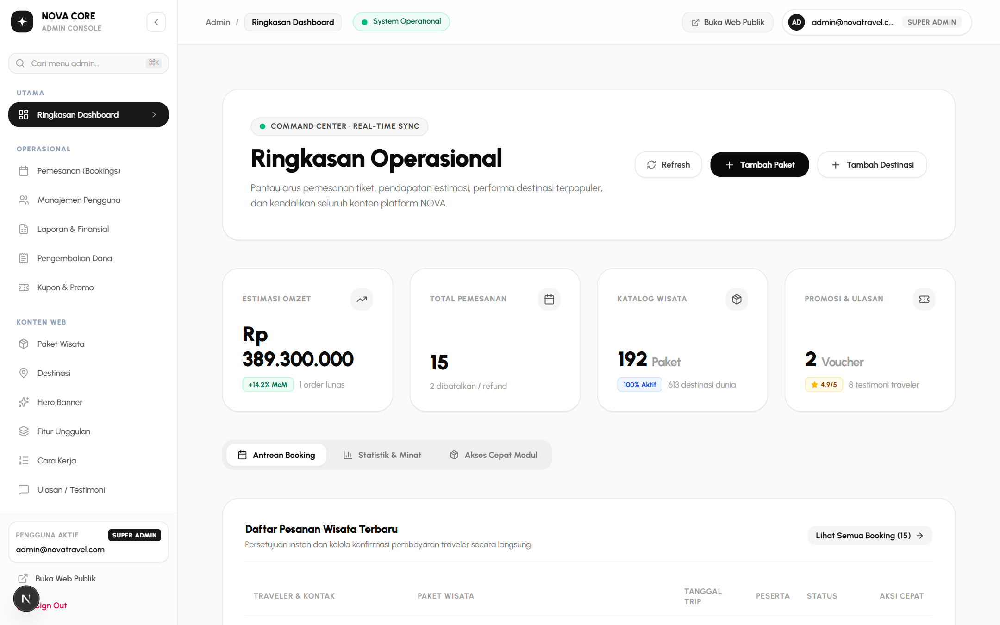 NOVA CORE
ADMIN CONSOLE
Cari menu admin...
⌘K
UTAMA
Ringkasan Dashboard
OPERASIONAL
Pemesanan (Bookings)
Manajemen Pengguna
Laporan & Finansial
Pengembalian Dana
Kupon & Promo
KONTEN WEB
Paket Wisata
Destinasi
Hero Banner
Fitur Unggulan
Cara Kerja
Ulasan / Testimoni
PENGGUNA AKTIF
SUPER ADMIN
admin@novatravel.com
Buka Web Publik
N
Sign Out
Admin / Ringkasan Dashboard
System Operational
Buka Web Publik
AD
admin@novatravel.c...
SUPER ADMIN
COMMAND CENTER · REAL-TIME SYNC
Ringkasan Operasional
Pantau arus pemesanan tiket, pendapatan estimasi, performa destinasi terpopuler,
dan kendalikan seluruh konten platform NOVA.
Refresh
Tambah Paket
Tambah Destinasi
ESTIMASI OMZET
Rp
389.300.000
+14.2% MoM
1 order lunas
TOTAL PEMESANAN
15
2 dibatalkan / refund
KATALOG WISATA
192 Paket
100% Aktif
613 destinasi dunia
PROMOSI & ULASAN
2 Voucher
4.9/5
8 testimoni traveler
Antrean Booking
Statistik & Minat
Akses Cepat Modul
Daftar Pesanan Wisata Terbaru
Persetujuan instan dan kelola konfirmasi pembayaran traveler secara langsung.
Lihat Semua Booking (15)
TRAVELER & KONTAK
PAKET WISATA
TANGGAL
TRIP
PESERTA
STATUS
AKSI CEPAT